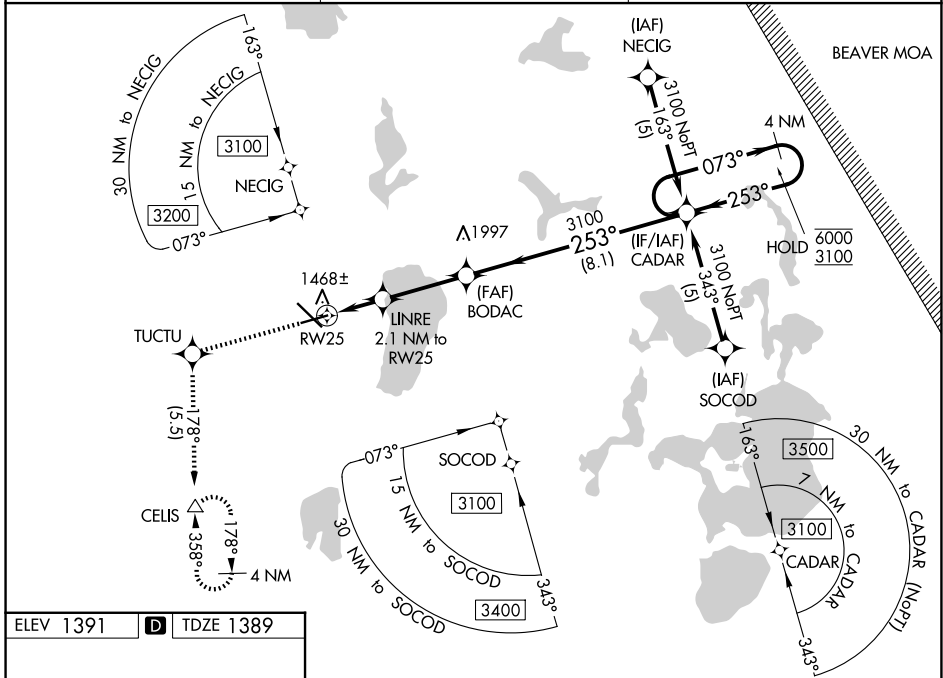 (IAF)
NECIG
BEAVER MOA
163°
30 NM to NECIG
15 NM to NECIG
3100
NECIG
3200
073°
3100 NoPT
163°
(5)
4 NM
073°
253°
HOLD
6000
3100
3100
253°
(8.1)
(IF/IAF)
CADAR
3100 NoPT
343°
(5)
(IAF)
SOCOD
1997
(FAF)
BODAC
1468±
LINRE
2.1 NM to
RW25
RW25
TUCTU
178°
(5.5)
CELIS
178°
358°
4 NM
073°
SOCOD
3100
15 NM to SOCOD
30 NM to SOCOD
3400
343°
163°
3500
30 NM to CADAR (NoPT)
7 NM to CADAR
3100
CADAR
343°
ELEV 1391
D
TDZE 1389